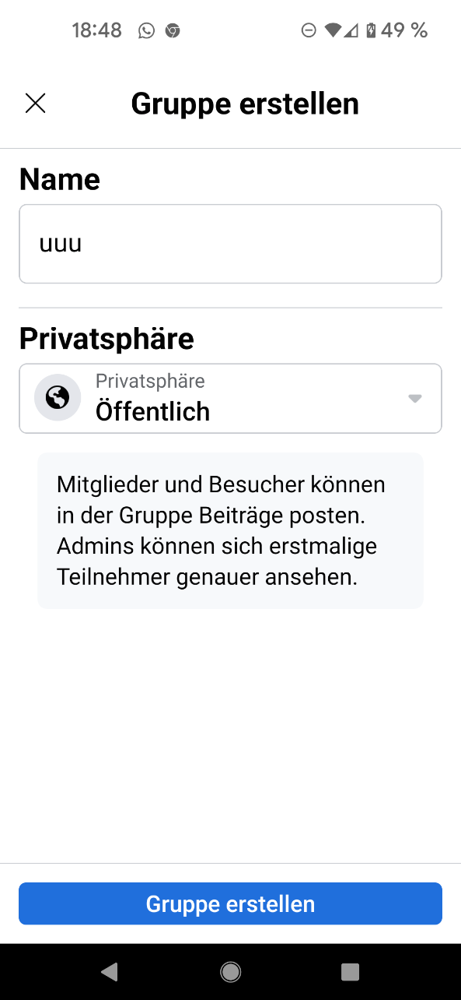 18:48 49 %
Gruppe erstellen
Name
uuu
Privatsphäre
Privatsphäre
Öffentlich
Mitglieder und Besucher können
in der Gruppe Beiträge posten.
Admins können sich erstmalige
Teilnehmer genauer ansehen.
Gruppe erstellen